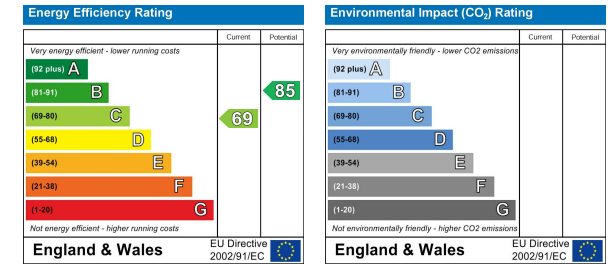 Energy Efficiency Rating
Current Potential
Very energy efficient - lower running costs
(92 plus) A
(81-91) B
85
(69-80) C
69
(55-68) D
(39-54) E
(21-38) F
(1-20) G
Not energy efficient - higher running costs
England & Wales
EU Directive
2002/91/EC
Environmental Impact (CO2) Rating
Current Potential
Very environmentally friendly - lower CO2 emissions
(92 plus) A
(81-91) B
(69-80) C
(55-68) D
(39-54) E
(21-38) F
(1-20) G
Not environmentally friendly - higher CO2 emissions
England & Wales
EU Directive
2002/91/EC